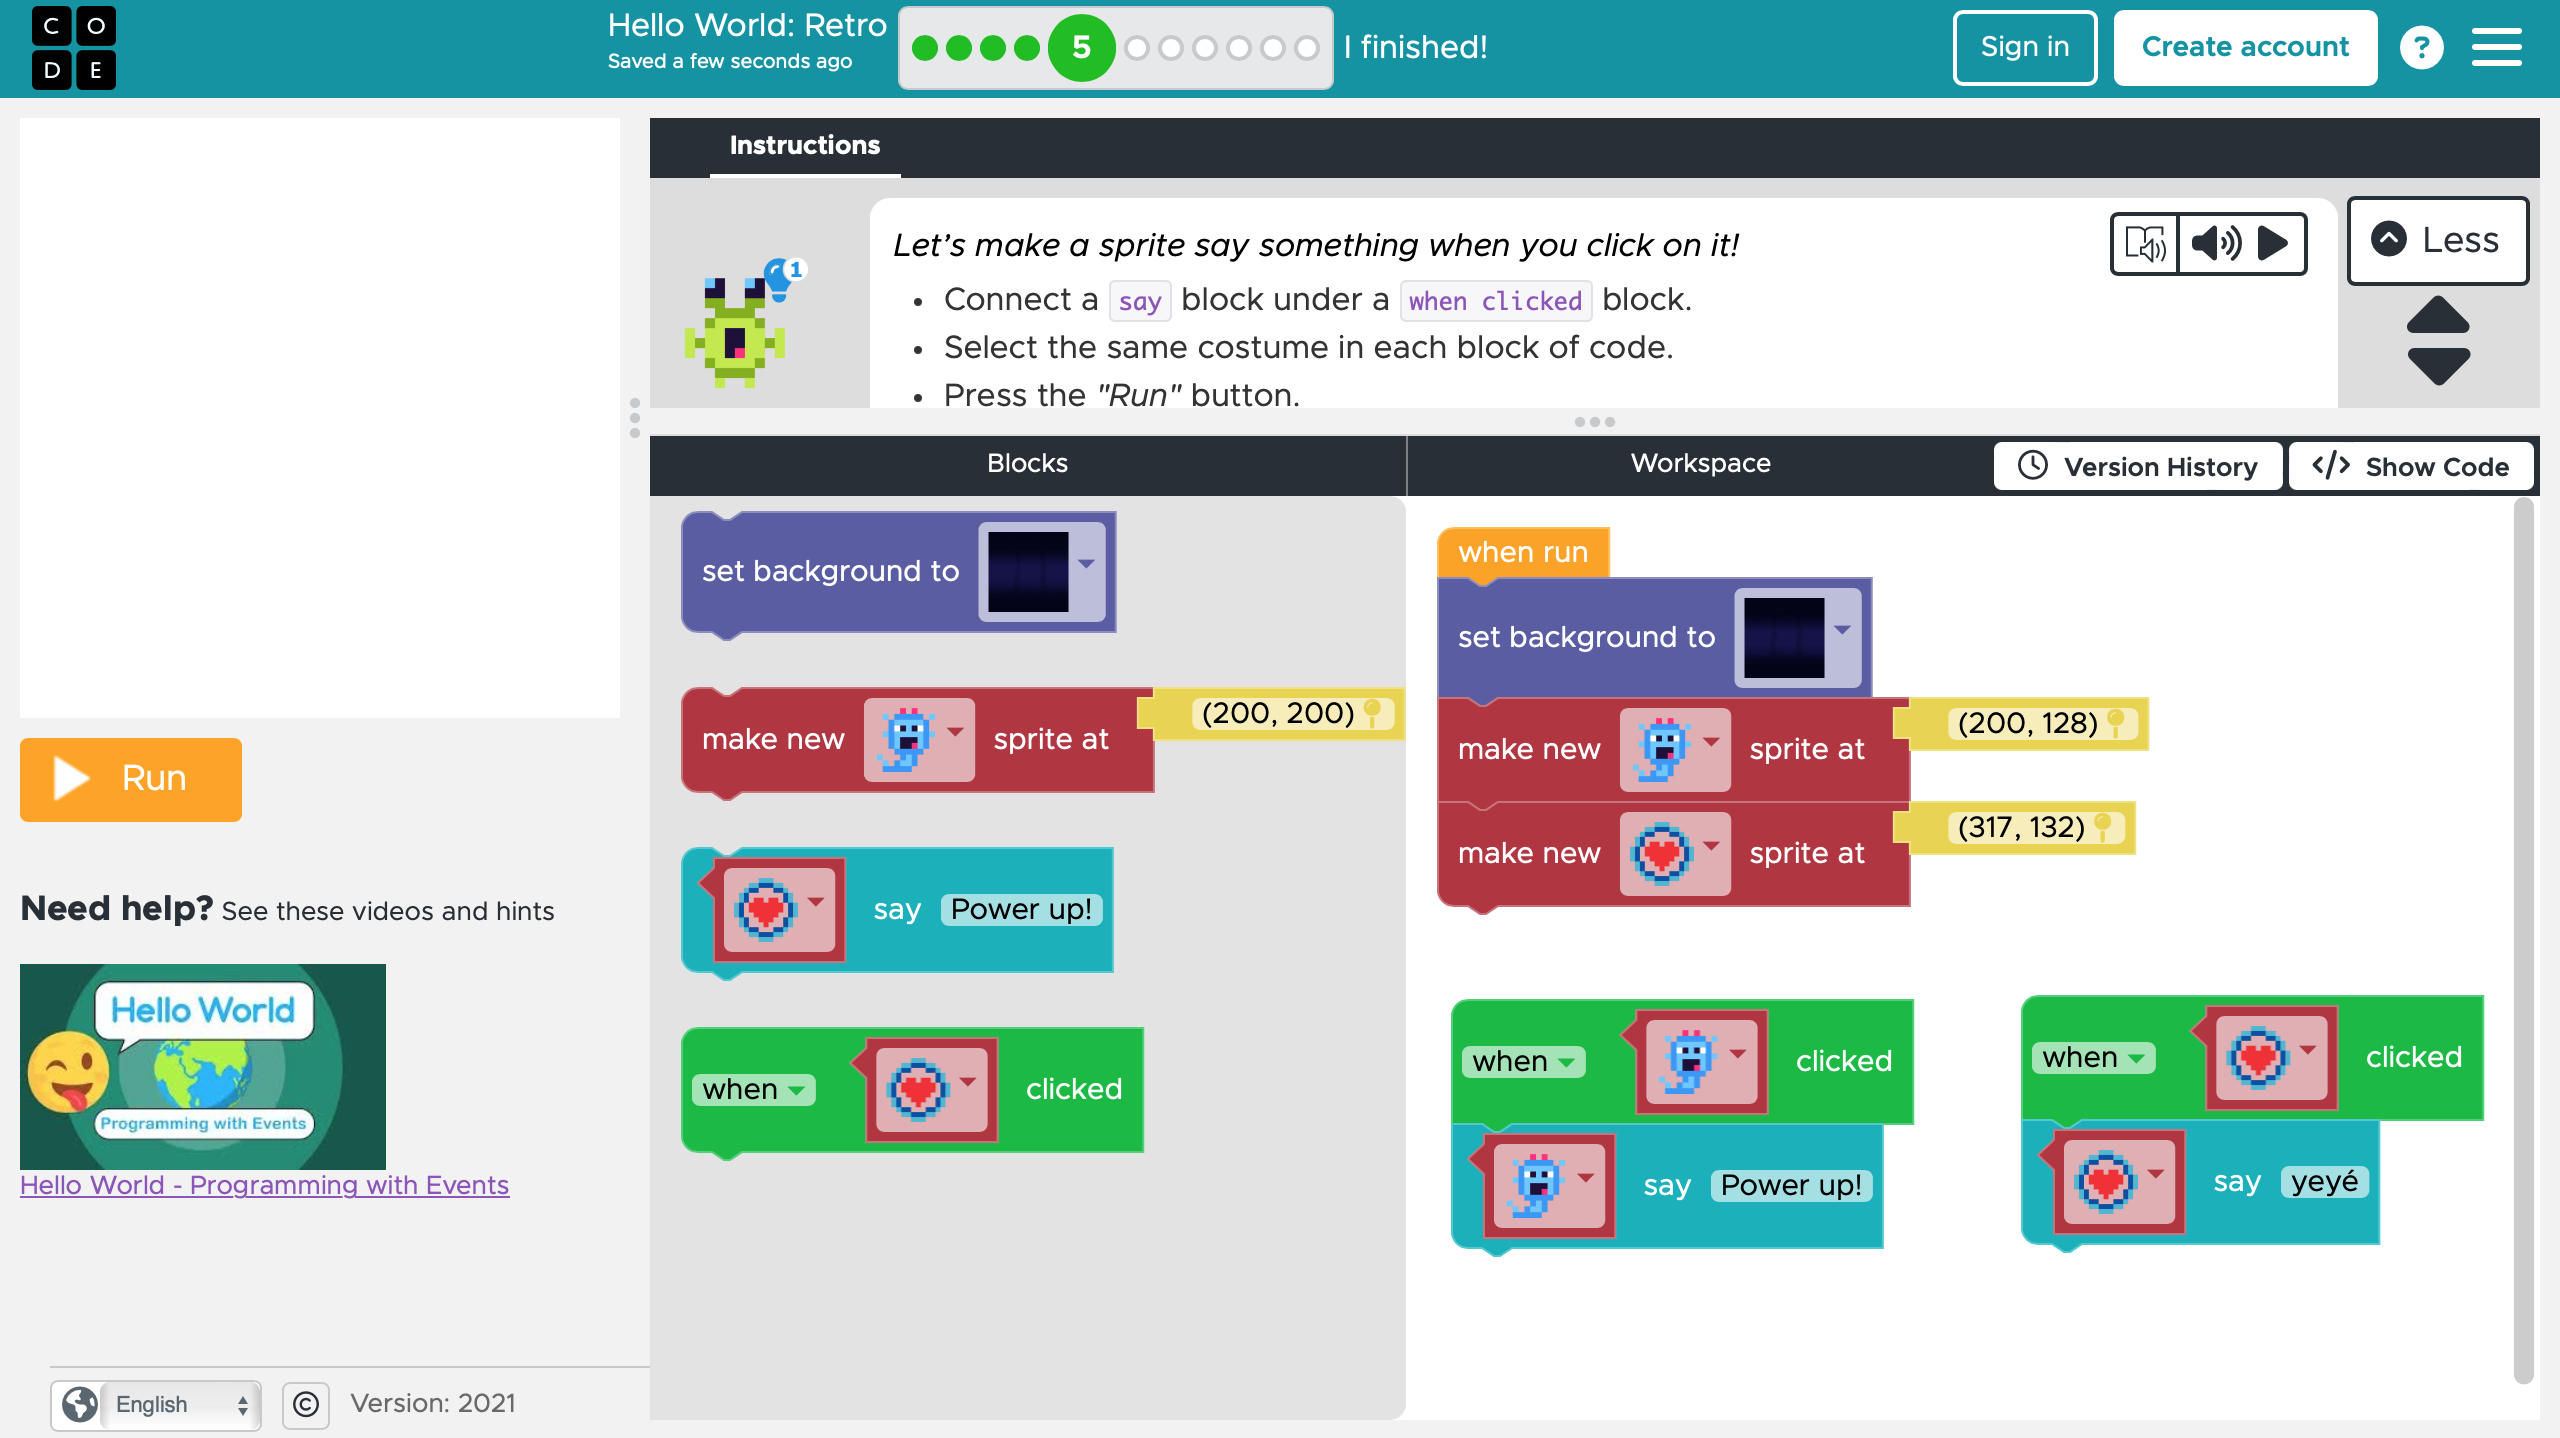 C O
D E
Hello World: Retro
Saved a few seconds ago
5
I finished!
Sign in
Create account
?
Instructions
1
Let's make a sprite say something when you click on it!
• Connect a say block under a when clicked block.
• Select the same costume in each block of code.
• Press the "Run" button.
Less
Blocks
Workspace
Version History
</> Show Code
set background to
make new sprite at (200, 200)
say Power up!
when clicked
when run
set background to
make new sprite at (200, 128)
make new sprite at (317, 132)
when clicked
say Power up!
when clicked
say yeyé
Run
Need help? See these videos and hints
Hello World
Programming with Events
Hello World - Programming with Events
English
©
Version: 2021